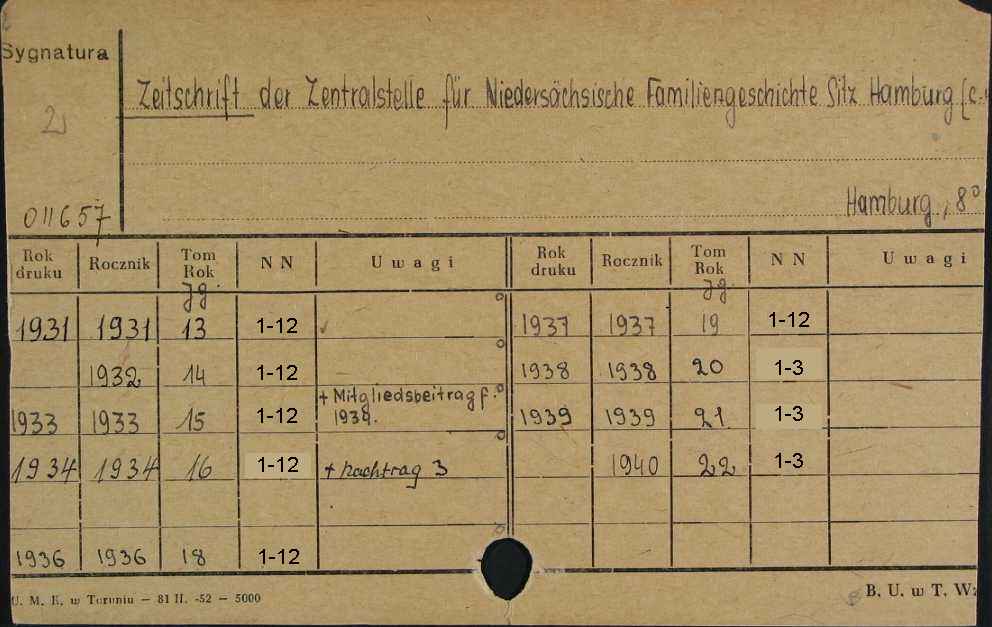 Sygnatura
Zeitschrift der Zentralstelle für Niedersächsische Familiengeschichte Sitz Hamburg (c.
2j
Hamburg, 8°
011657
Rok druku Rocznik Tom Rok NN Uwagi Rok druku Rocznik Tom Rok NN Uwagi
Jg. Jg.
1931 1931 13 1-12 ✓ 1937 1937 19 1-12
1932 14 1-12 1938 1938 20 1-3
1933 1933 15 1-12 + Mitgliedsbeitrag f. 1934. 1939 1939 21 1-3
1934 1934 16 1-12 + Nachtrag 3 1940 22 1-3
1936 1936 18 1-12
U. M. K. w Toruniu — 81 II. -52 — 5000
B. U. w T. Wz